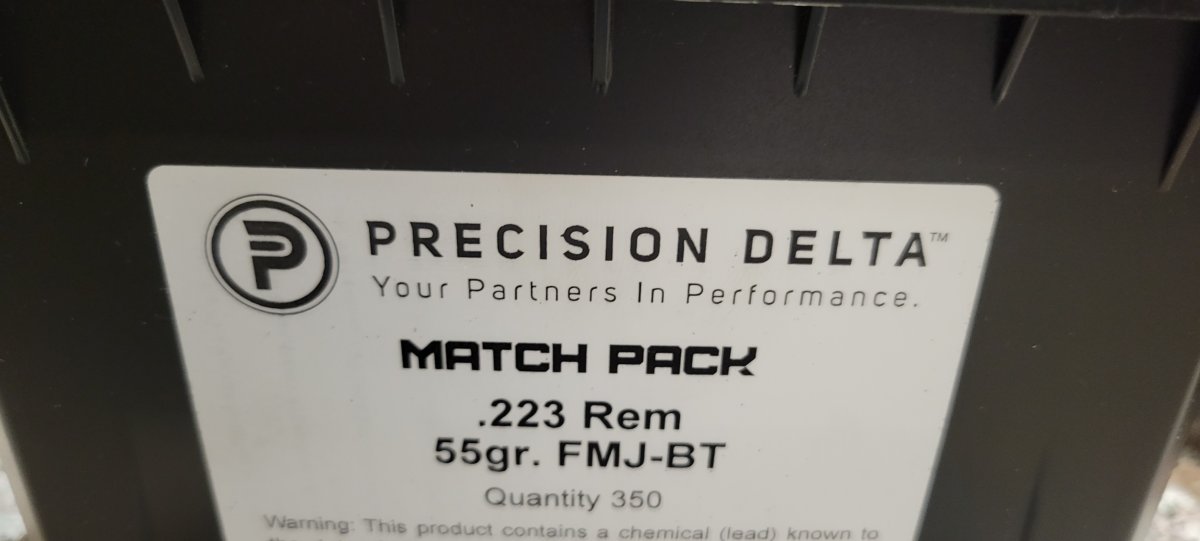 PRECISION DELTA™
Your Partners In Performance.
MATCH PACK
.223 Rem
55gr. FMJ-BT
Quantity 350
Warning: This product contains a chemical (lead) known to